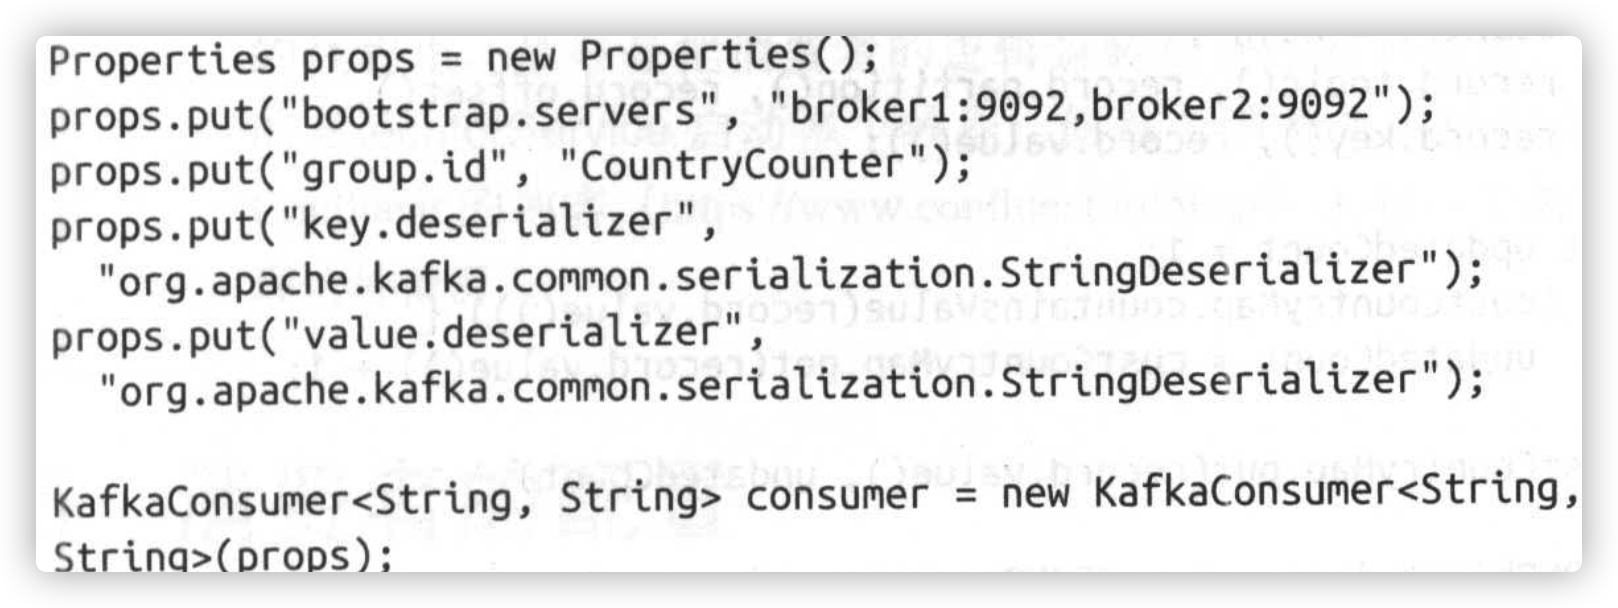 Properties props = new Properties();
props.put("bootstrap.servers", "broker1:9092,broker2:9092");
props.put("group.id", "CountryCounter");
props.put("key.deserializer",
  "org.apache.kafka.common.serialization.StringDeserializer");
props.put("value.deserializer",
  "org.apache.kafka.common.serialization.StringDeserializer");

KafkaConsumer<String, String> consumer = new KafkaConsumer<String,
String>(props);